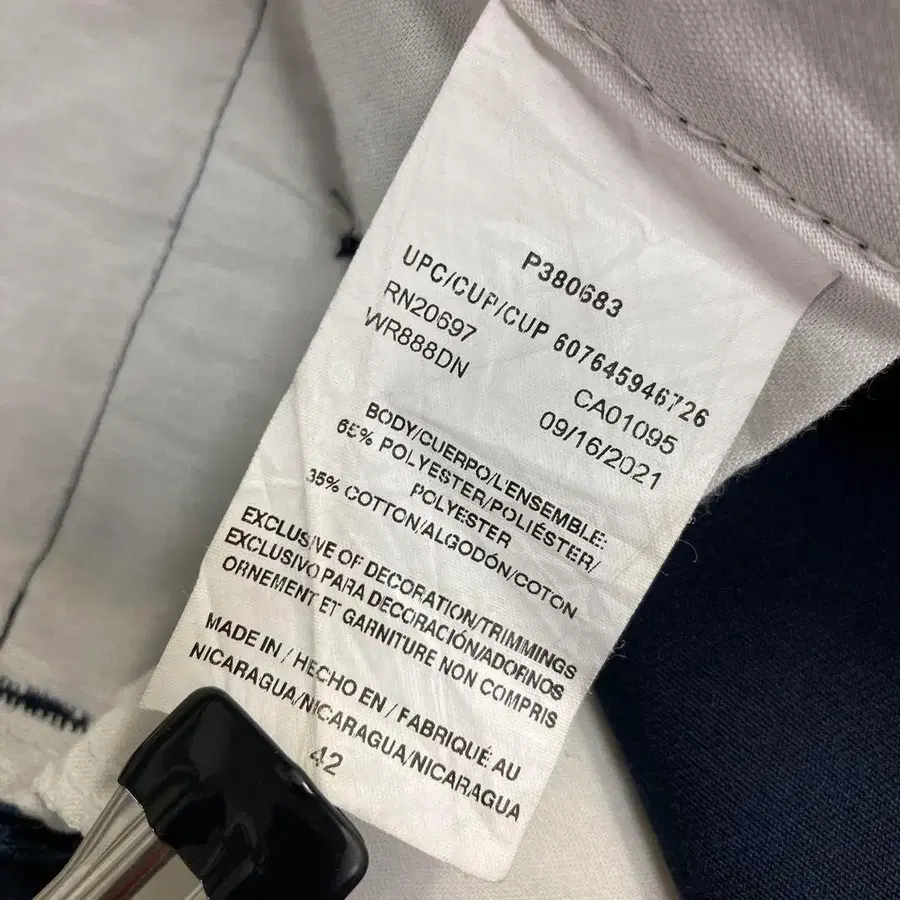 P380683
UPC/CUP/CUP 607645946726
RN20697 CA01095
WR888DN 09/16/2021
BODY/CUERPO/L'ENSEMBLE:
65% POLYESTER/POLIÉSTER/
POLYESTER
35% COTTON/ALGODÓN/COTON
EXCLUSIVE OF DECORATION/TRIMMINGS
EXCLUSIVO PARA DECORACIÓN/ADORNOS
ORNEMENT ET GARNITURE NON COMPRIS
MADE IN / HECHO EN / FABRIQUÉ AU
NICARAGUA/NICARAGUA/NICARAGUA
42